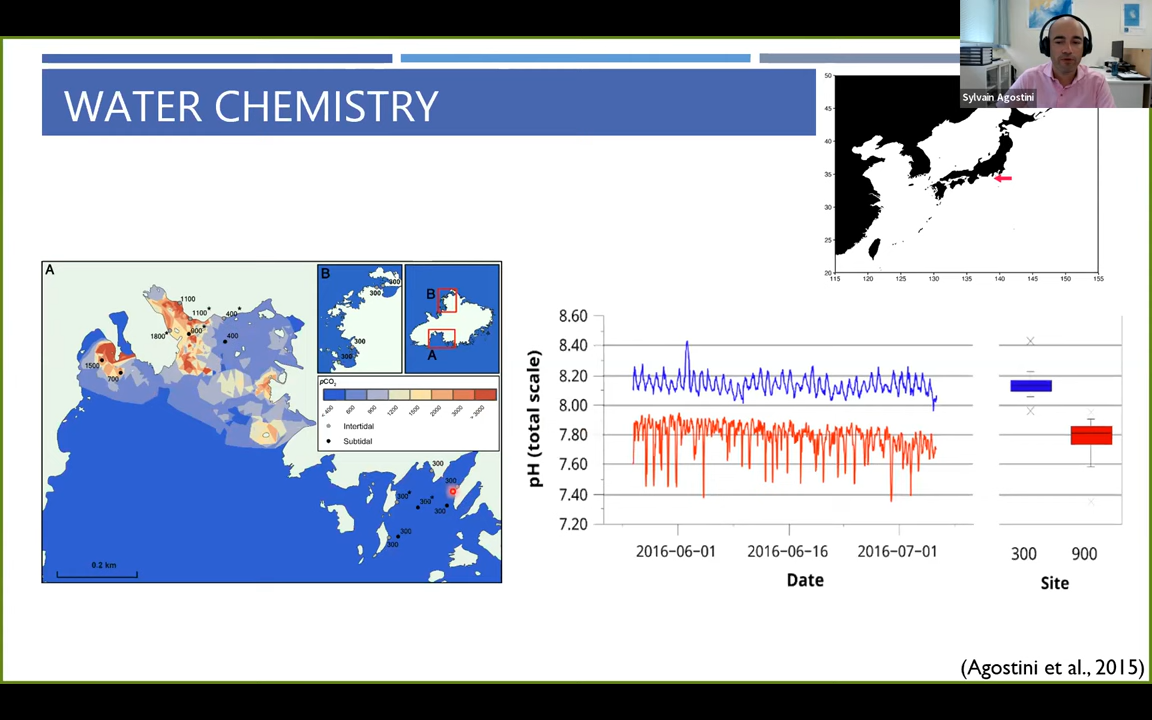 Sylvain Agostini
WATER CHEMISTRY
50
45
40
35
30
25
20
115 120 125 130 135 140 145 150 155
A
B
300
300
300
300
B
A
1100
1100
400
1800
900
400
1500
700
pCO2
< 400 600 900 1200 1500 2000 3000 > 3000
Intertidal
Subtidal
300
300
300
300
300
300
300
0.2 km
pH (total scale)
8.60
8.40
8.20
8.00
7.80
7.60
7.40
7.20
2016-06-01 2016-06-16 2016-07-01
Date
300 900
Site
(Agostini et al., 2015)